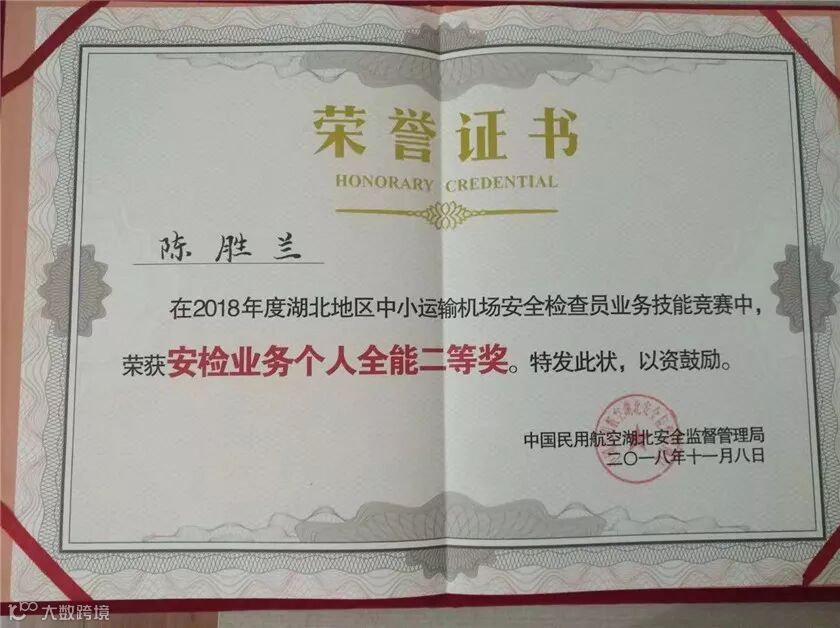 荣誉证书
HONORARY CREDENTIAL
陈胜兰
在2018年度湖北地区中小运输机场安全检查员业务技能竞赛中，
荣获安检业务个人全能二等奖。特发此状，以资鼓励。
中国民用航空湖北安全监督管理局
二〇一八年十一月八日
大数跨境